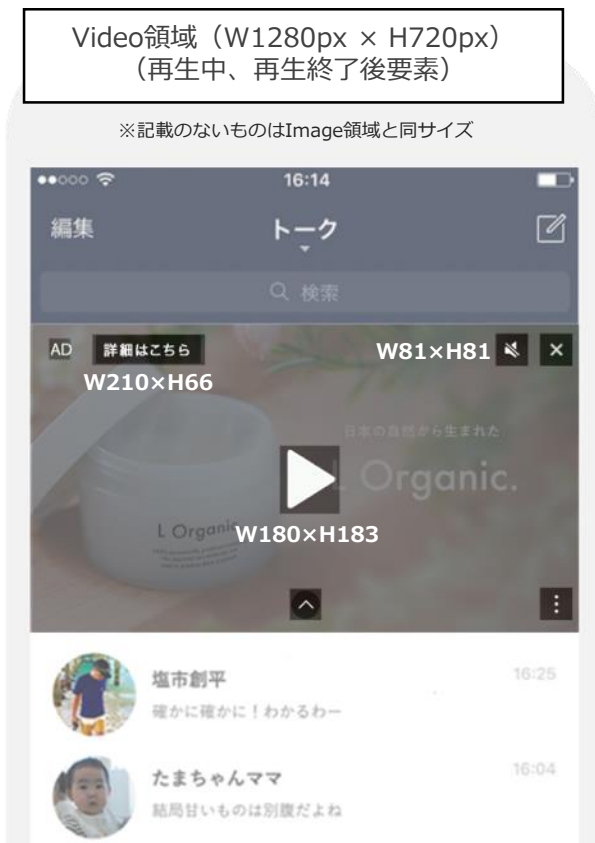 Video領域（W1280px × H720px）
（再生中、再生終了後要素）
※記載のないものはImage領域と同サイズ
16:14
編集
トーク
検索
AD 詳細はこちら
W81×H81
W210×H66
日本の自然から生まれた
L Organic.
L Organic
W180×H183
塩市創平
16:25
確かに確かに！わかるわー
たまちゃんママ
16:04
結局甘いものは別腹だよね